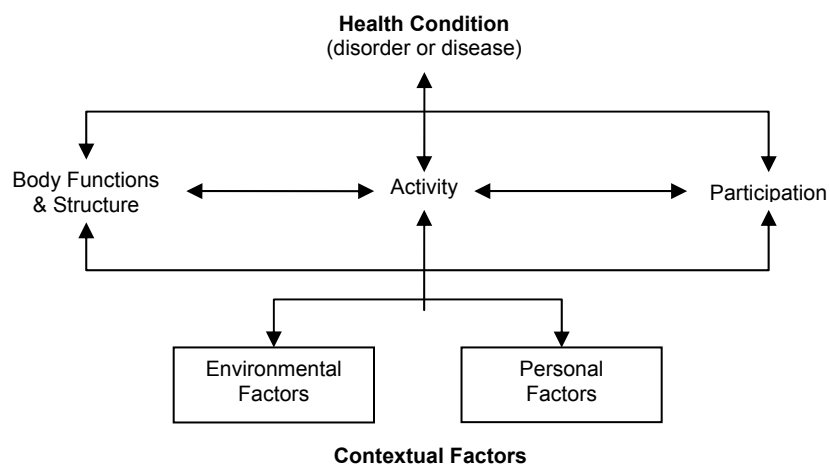 Health Condition
(disorder or disease)
Body Functions
& Structure
Activity
Participation
Environmental
Factors
Personal
Factors
Contextual Factors